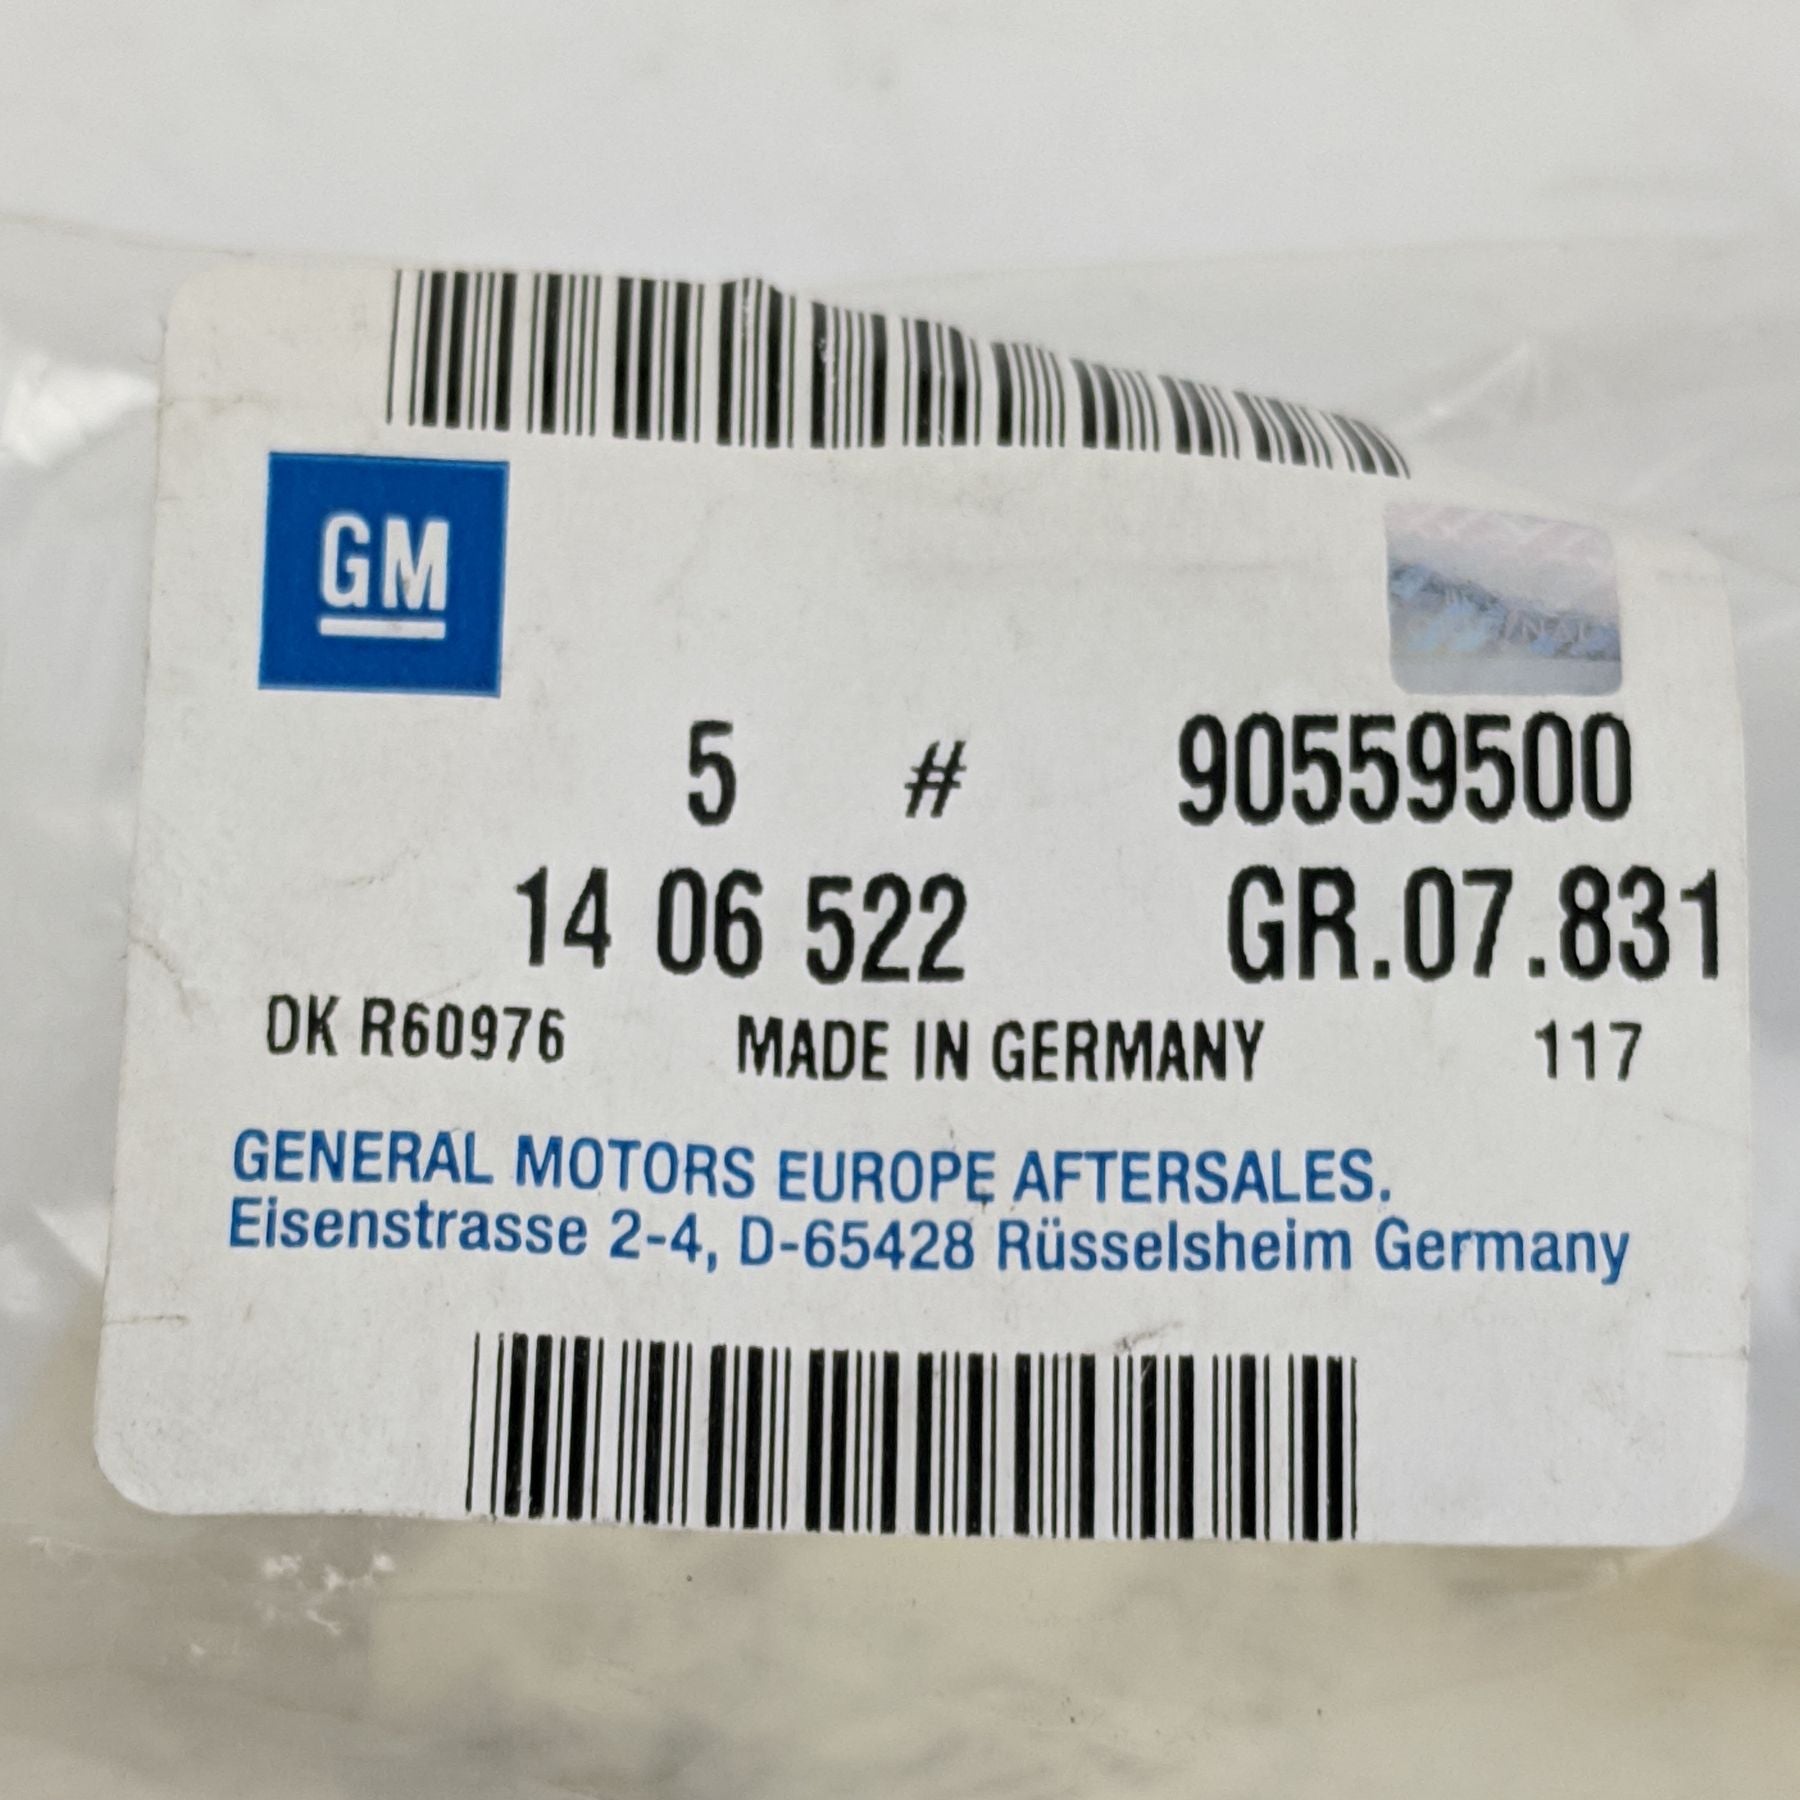 GM
5 # 90559500
14 06 522 GR.07.831
DK R60976 MADE IN GERMANY 117
GENERAL MOTORS EUROPE AFTERSALES.
Eisenstrasse 2-4, D-65428 Rüsselsheim Germany